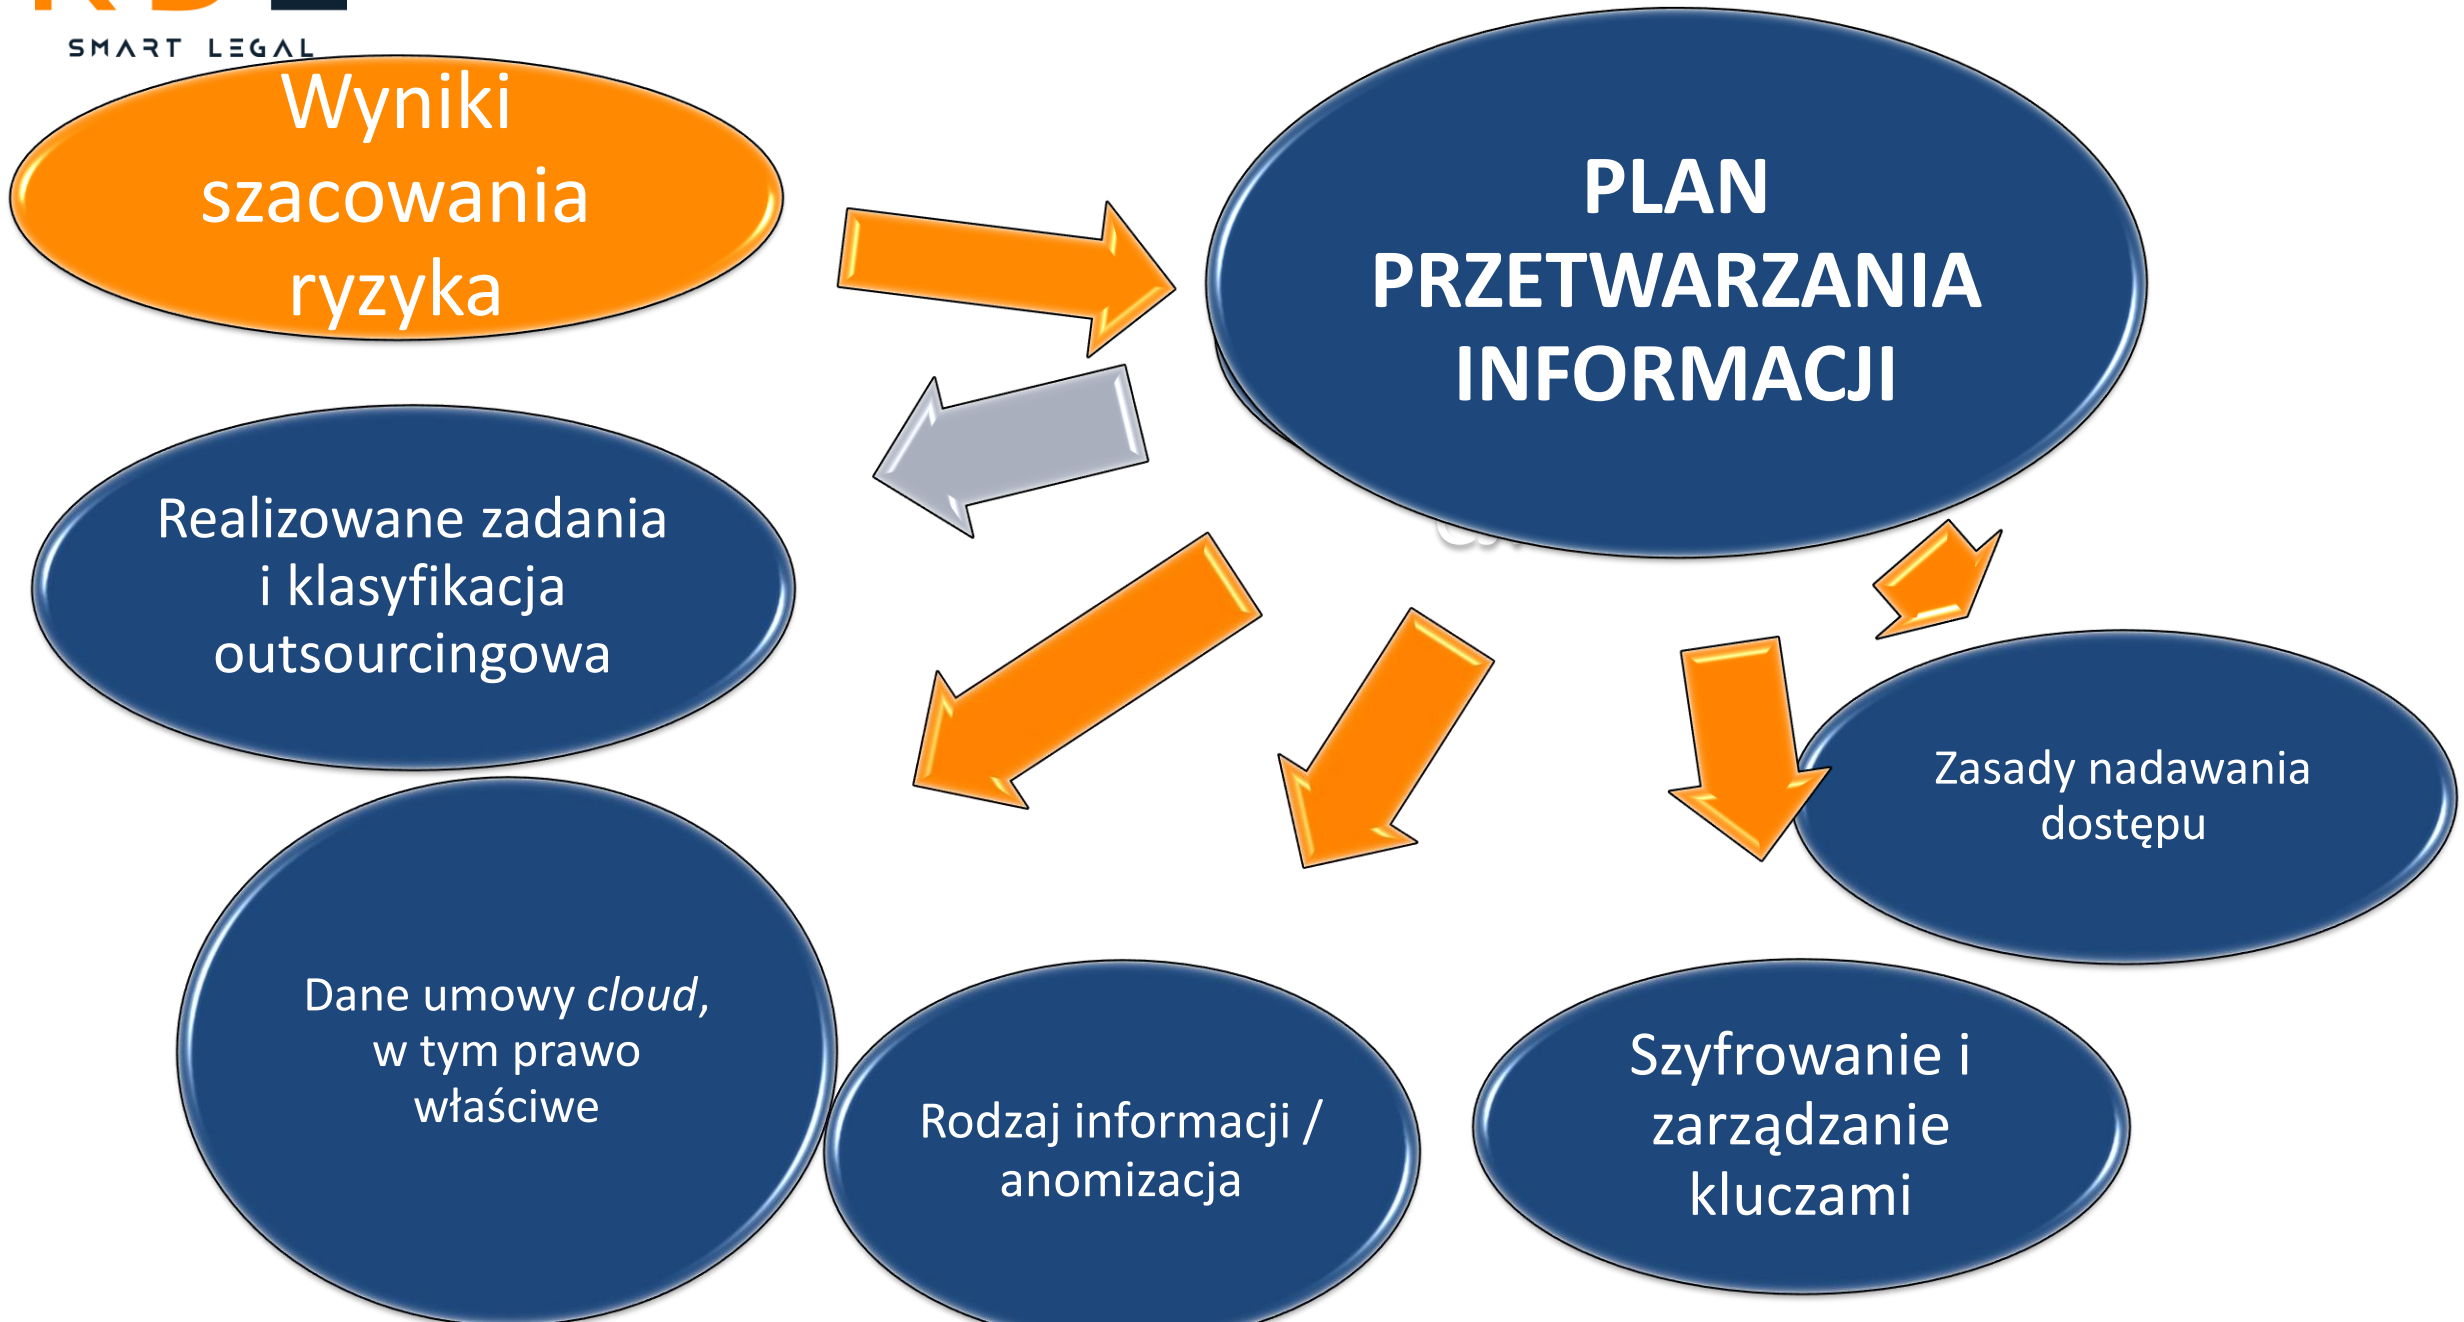 SMART LEGAL
Wyniki
szacowania
ryzyka
PLAN
PRZETWARZANIA
INFORMACJI
Realizowane zadania
i klasyfikacja
outsourcingowa
Zasady nadawania
dostępu
Dane umowy cloud,
w tym prawo
właściwe
Rodzaj informacji /
anomizacja
Szyfrowanie i
zarządzanie
kluczami